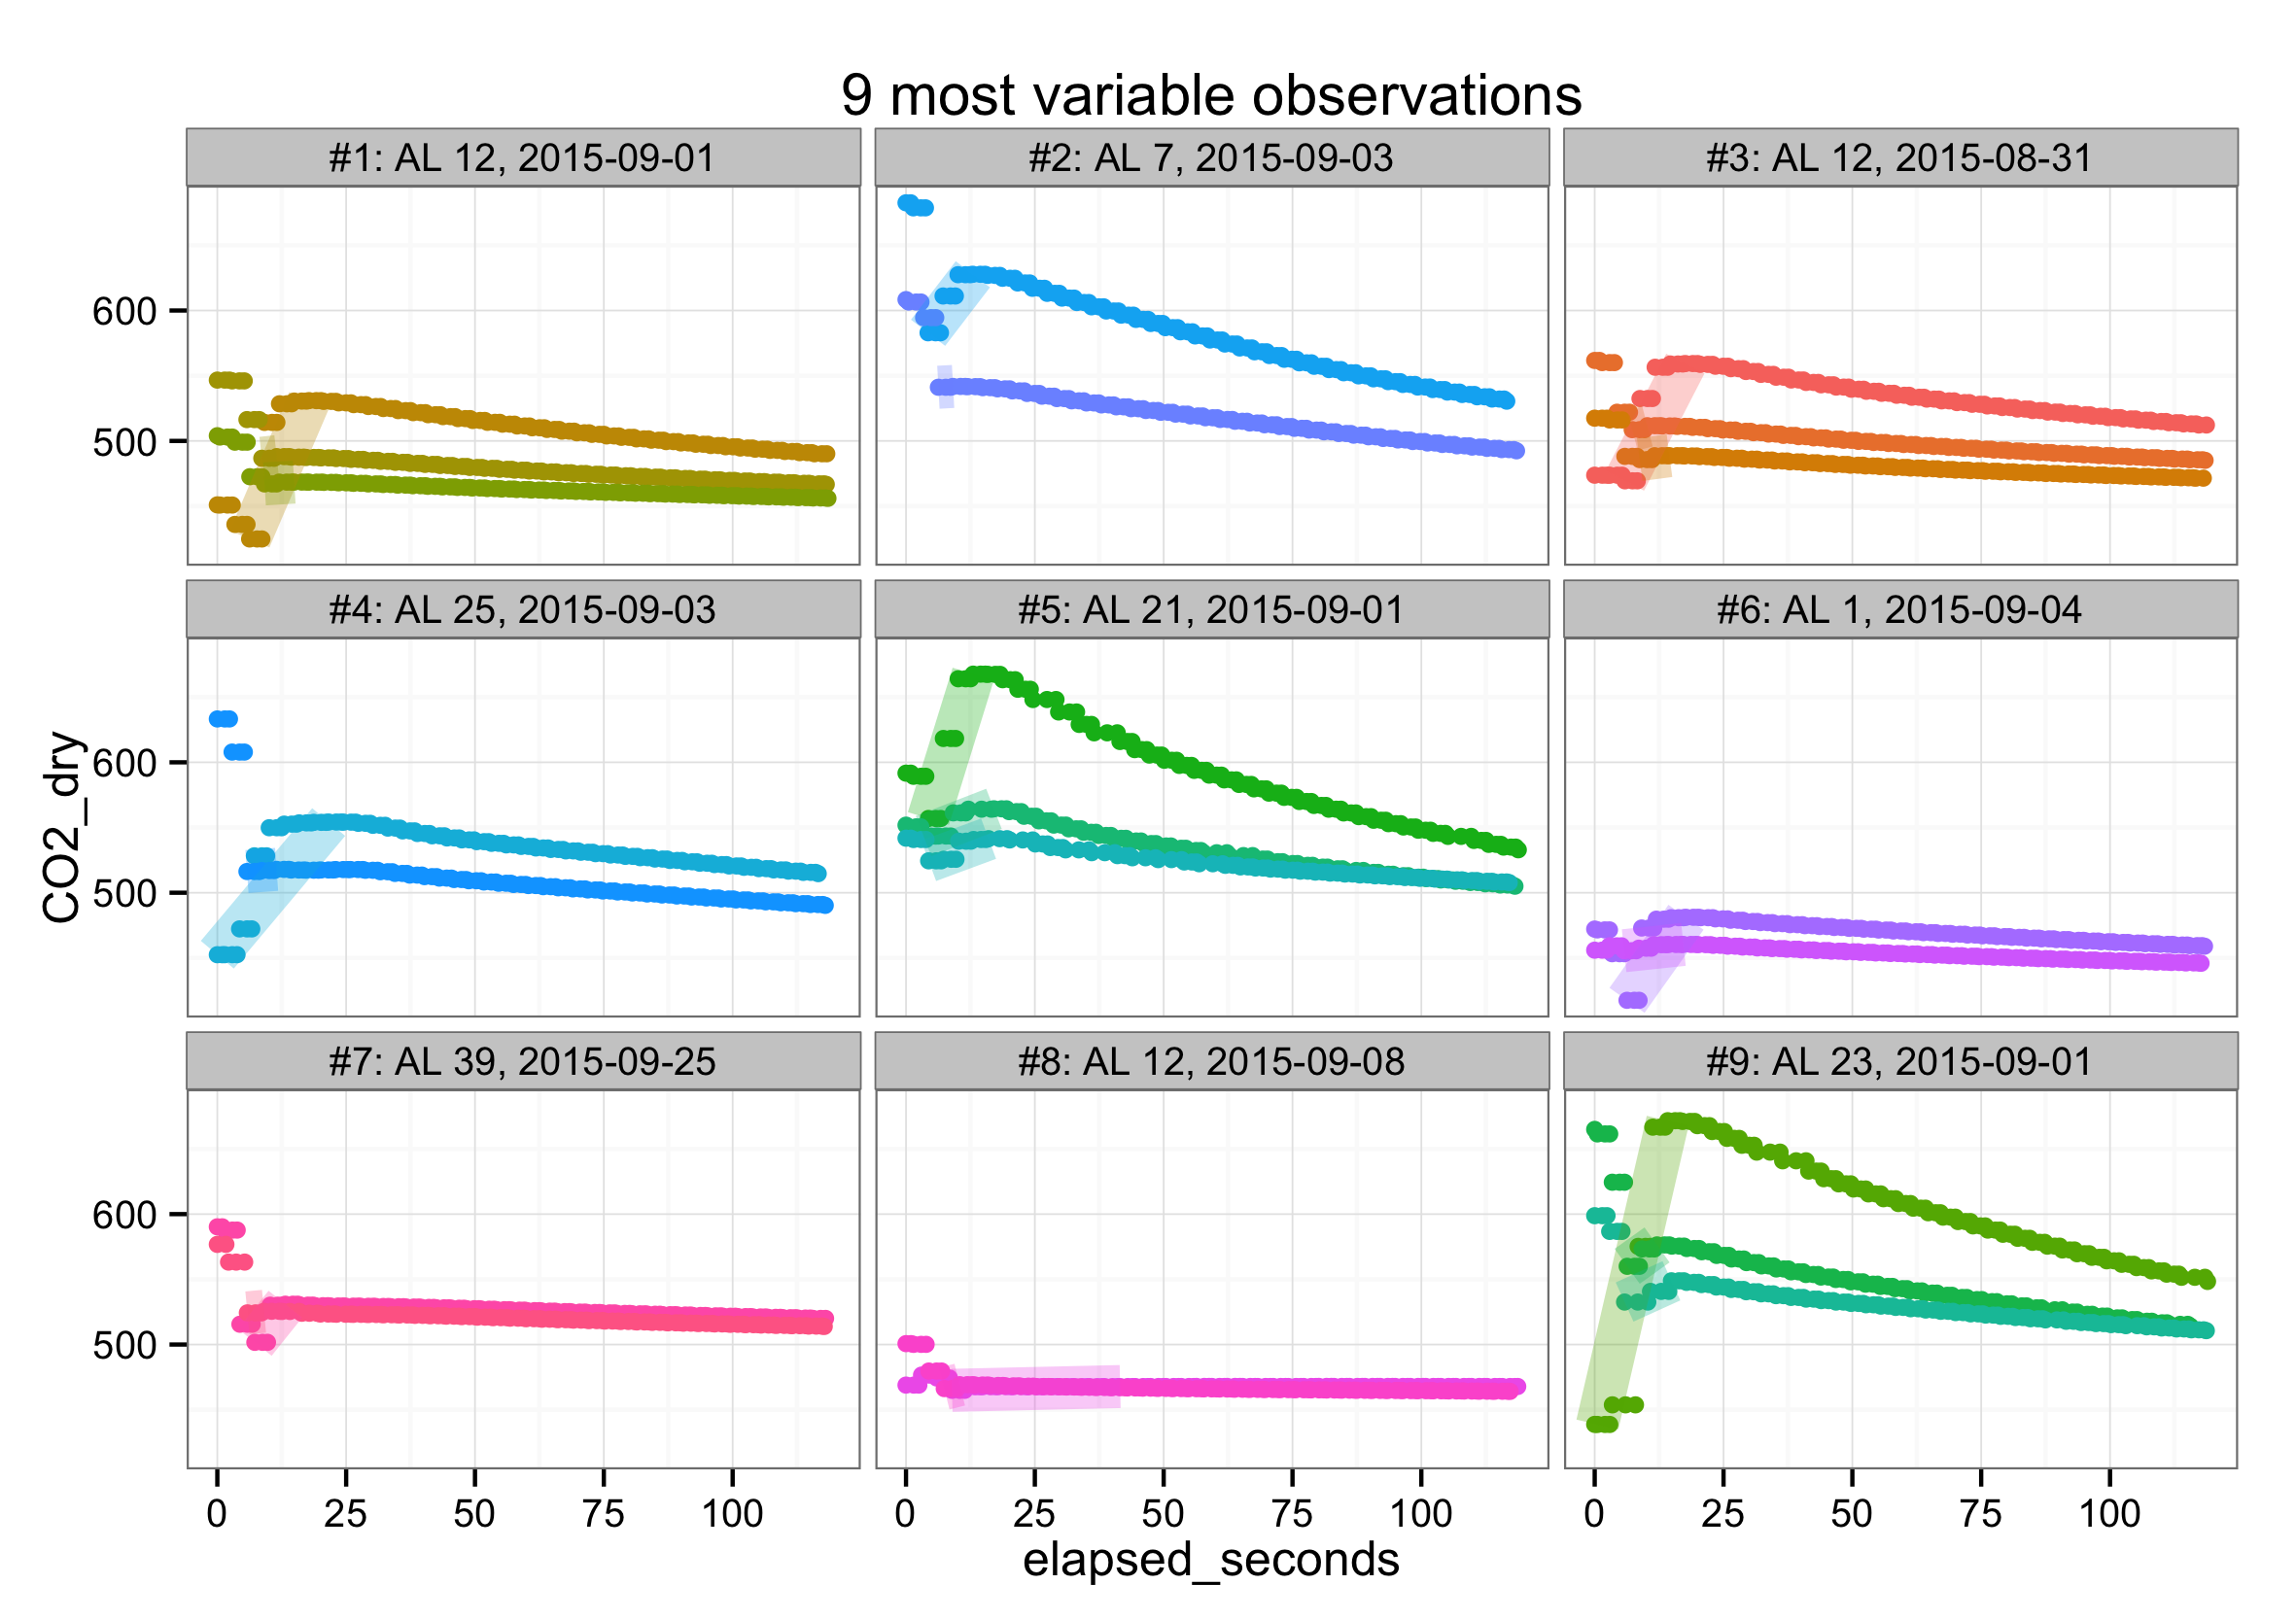 9 most variable observations
#1: AL 12, 2015-09-01
#2: AL 7, 2015-09-03
#3: AL 12, 2015-08-31
600
500
#4: AL 25, 2015-09-03
#5: AL 21, 2015-09-01
#6: AL 1, 2015-09-04
CO2_dry
600
500
#7: AL 39, 2015-09-25
#8: AL 12, 2015-09-08
#9: AL 23, 2015-09-01
600
500
0 25 50 75 100
0 25 50 75 100
0 25 50 75 100
elapsed_seconds